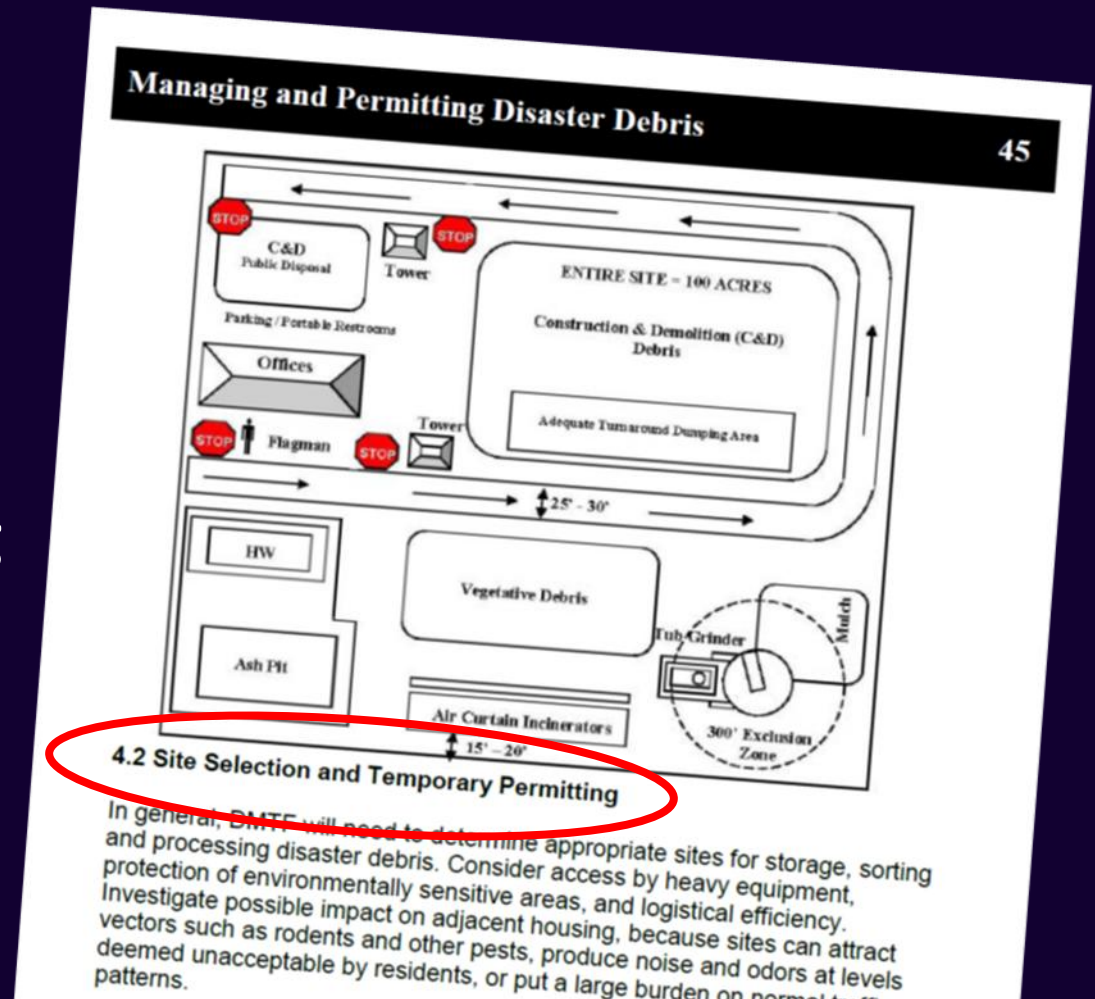 Managing and Permitting Disaster Debris 45
STOP
C&D
Public Disposal
Tower
STOP
ENTIRE SITE = 100 ACRES
Construction & Demolition (C&D)
Debris
Parking / Portable Restrooms
Offices
Adequate Turnaround Dumping Area
STOP
Flagman
STOP
Tower
25' - 30'
HW
Vegetative Debris
Tub Grinder
Mulch
Ash Pit
Air Curtain Incinerators
300' Exclusion
Zone
15' - 20'
4.2 Site Selection and Temporary Permitting
In general, DMTF will need to determine appropriate sites for storage, sorting
and processing disaster debris. Consider access by heavy equipment,
protection of environmentally sensitive areas, and logistical efficiency.
Investigate possible impact on adjacent housing, because sites can attract
vectors such as rodents and other pests, produce noise and odors at levels
deemed unacceptable by residents, or put a large burden on normal
patterns.